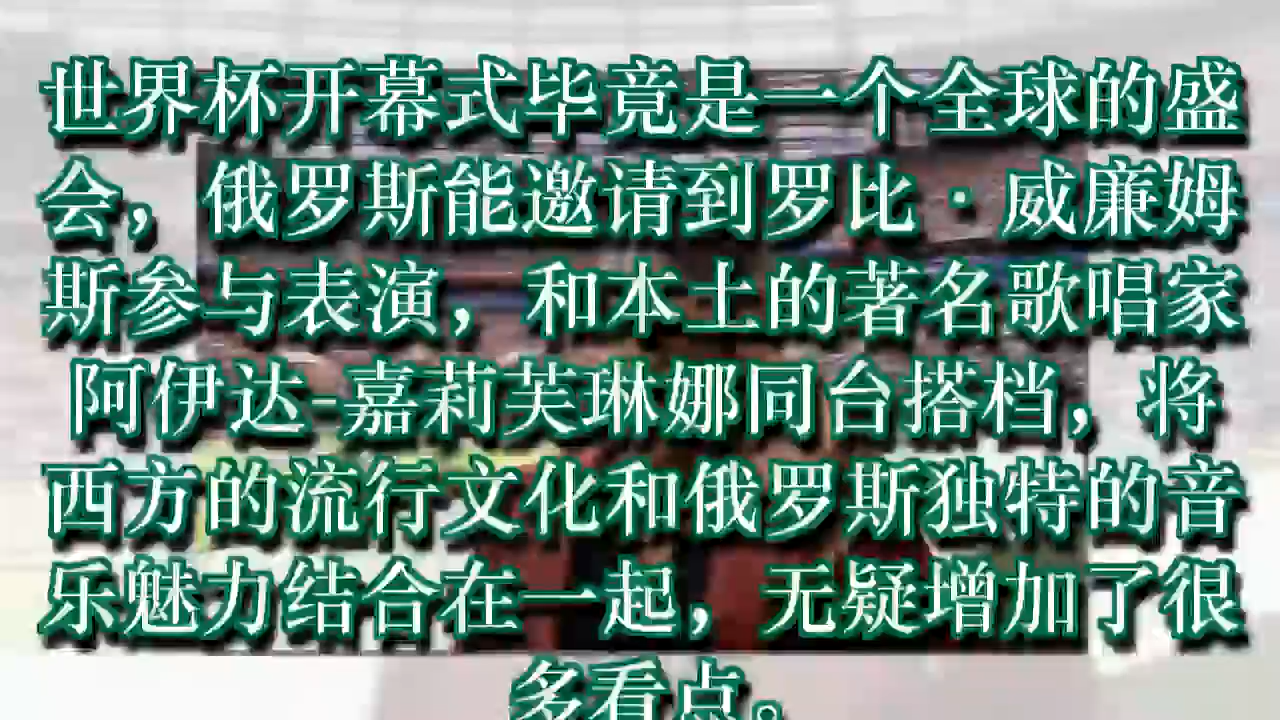 世界杯开幕式毕竟是一个全球的盛
会，俄罗斯能邀请到罗比·威廉姆
斯参与表演，和本土的著名歌唱家
阿伊达-嘉莉芙琳娜同台搭档，将
西方的流行文化和俄罗斯独特的音
乐魅力结合在一起，无疑增加了很
多看点。